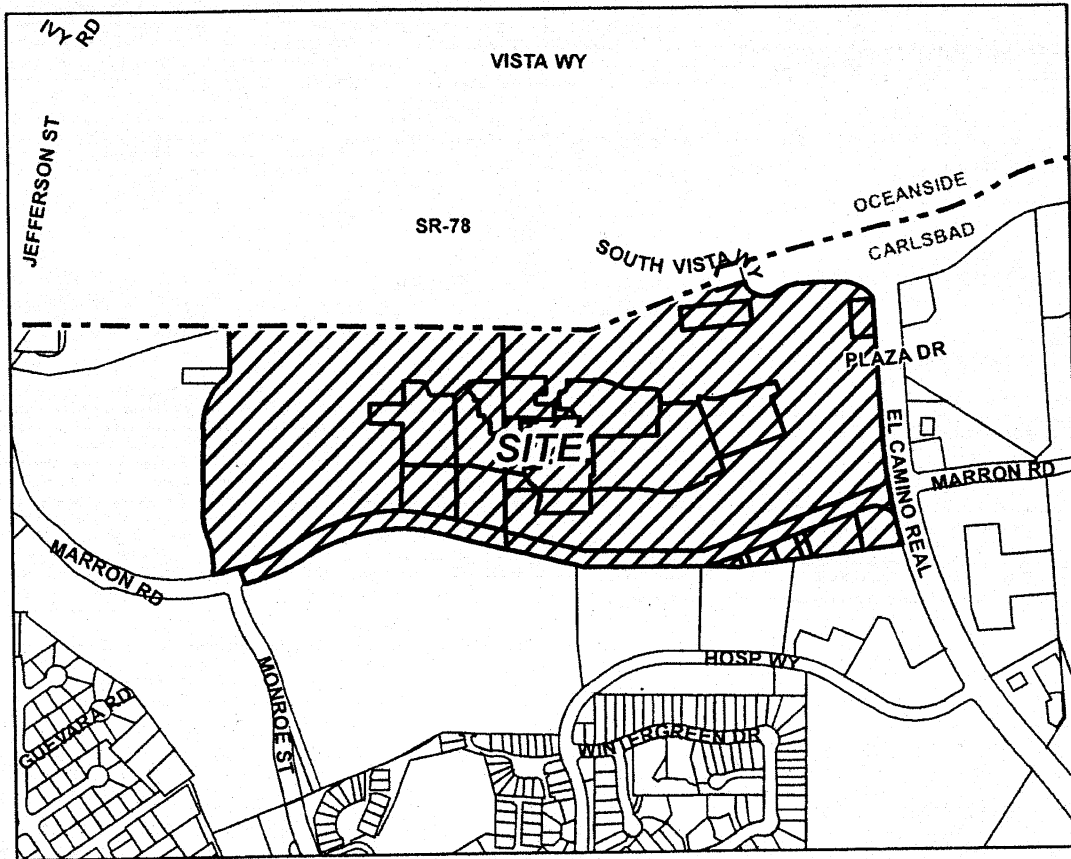 IVY RD
VISTA WY
JEFFERSON ST
OCEANSIDE
SR-78
CARLSBAD
SOUTH VISTA WY
PLAZA DR
SITE
EL CAMINO REAL
MARRON RD
MARRON RD
HOSP WY
MONROE ST
GUEVARA RD
WINTERGREEN DR